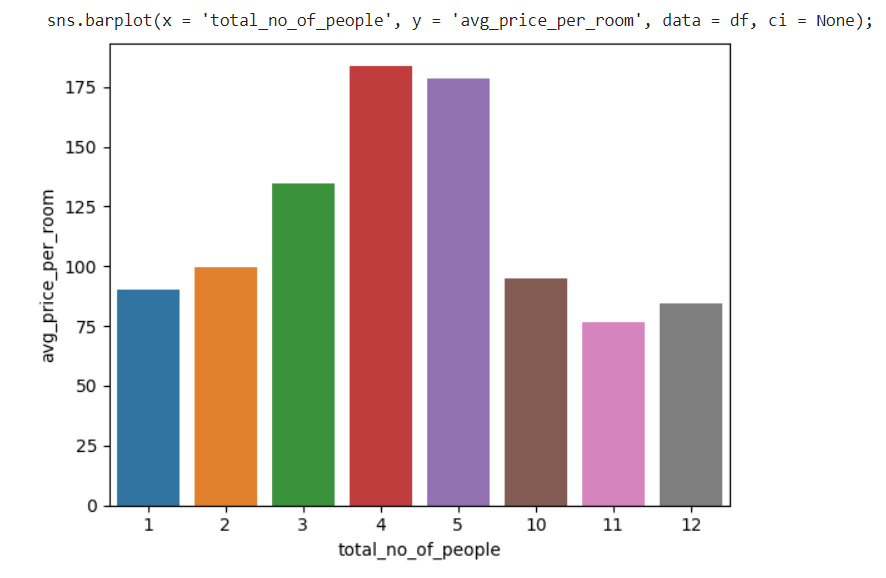 sns.barplot(x = 'total_no_of_people', y = 'avg_price_per_room', data = df, ci = None);
175
150
125
100
75
50
25
0
avg_price_per_room
1 2 3 4 5 10 11 12
total_no_of_people